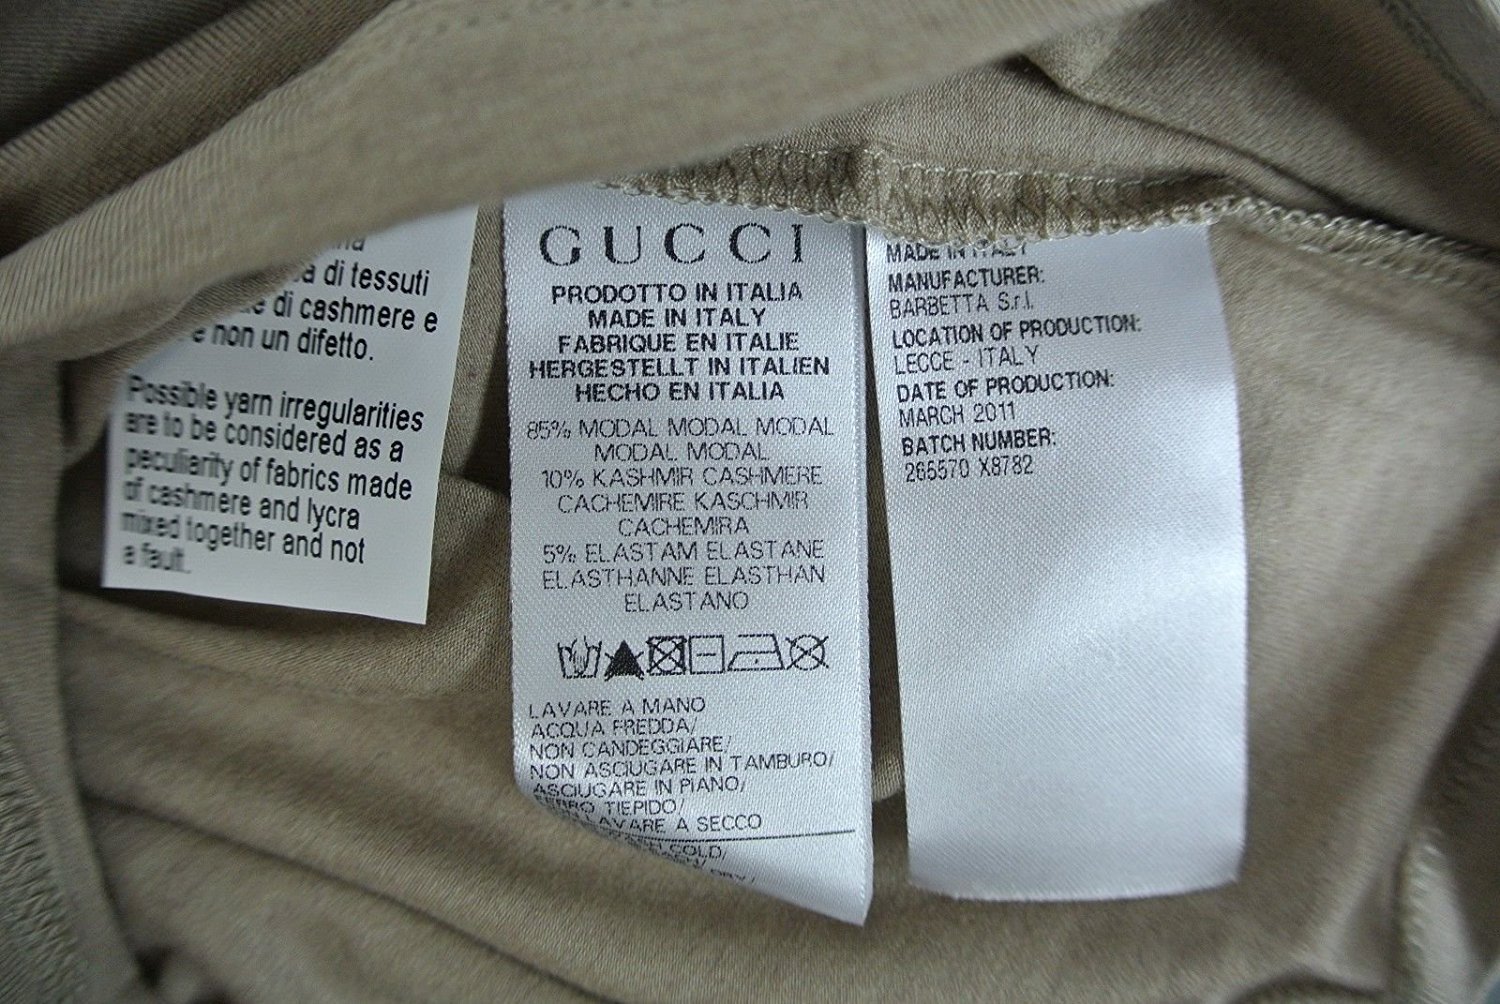 di tessuti
di cashmere e
e non un difetto.
Possible yarn irregularities
are to be considered as a
peculiarity of fabrics made
of cashmere and lycra
mixed together and not
a fault.
GUCCI
PRODOTTO IN ITALIA
MADE IN ITALY
FABRIQUE EN ITALIE
HERGESTELLT IN ITALIEN
HECHO EN ITALIA
85% MODAL MODAL MODAL
MODAL MODAL
10% KASHMIR CASHMERE
CACHEMIRE KASCHMIR
CACHEMIRA
5% ELASTAM ELASTANE
ELASTHANNE ELASTHAN
ELASTANO
LAVARE A MANO
ACQUA FREDDA/
NON CANDEGGIARE/
NON ASCIUGARE IN TAMBURO/
ASCIUGARE IN PIANO/
FERRO TIEPIDO/
LAVARE A SECCO
COLD/
DRY/
MADE IN ITALY
MANUFACTURER:
BARBETTA S.r.l.
LOCATION OF PRODUCTION:
LECCE - ITALY
DATE OF PRODUCTION:
MARCH 2011
BATCH NUMBER:
265570 X8782